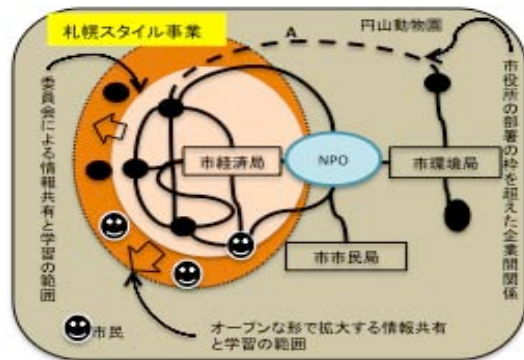 札幌スタイル事業
A
円山動物園
委員会による情報共有と学習の範囲
市役所の部署の枠を超えた企業間関係
市経済局
NPO
市環境局
市市民局
市民
オープンな形で拡大する情報共有
と学習の範囲